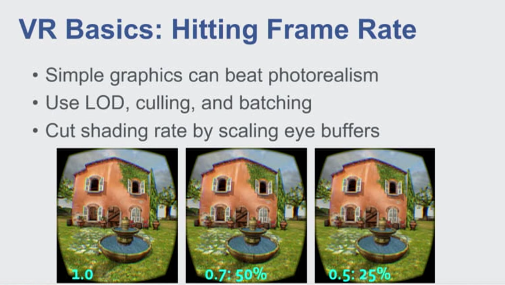 VR Basics: Hitting Frame Rate
• Simple graphics can beat photorealism
• Use LOD, culling, and batching
• Cut shading rate by scaling eye buffers
1.0
0.7: 50%
0.5: 25%